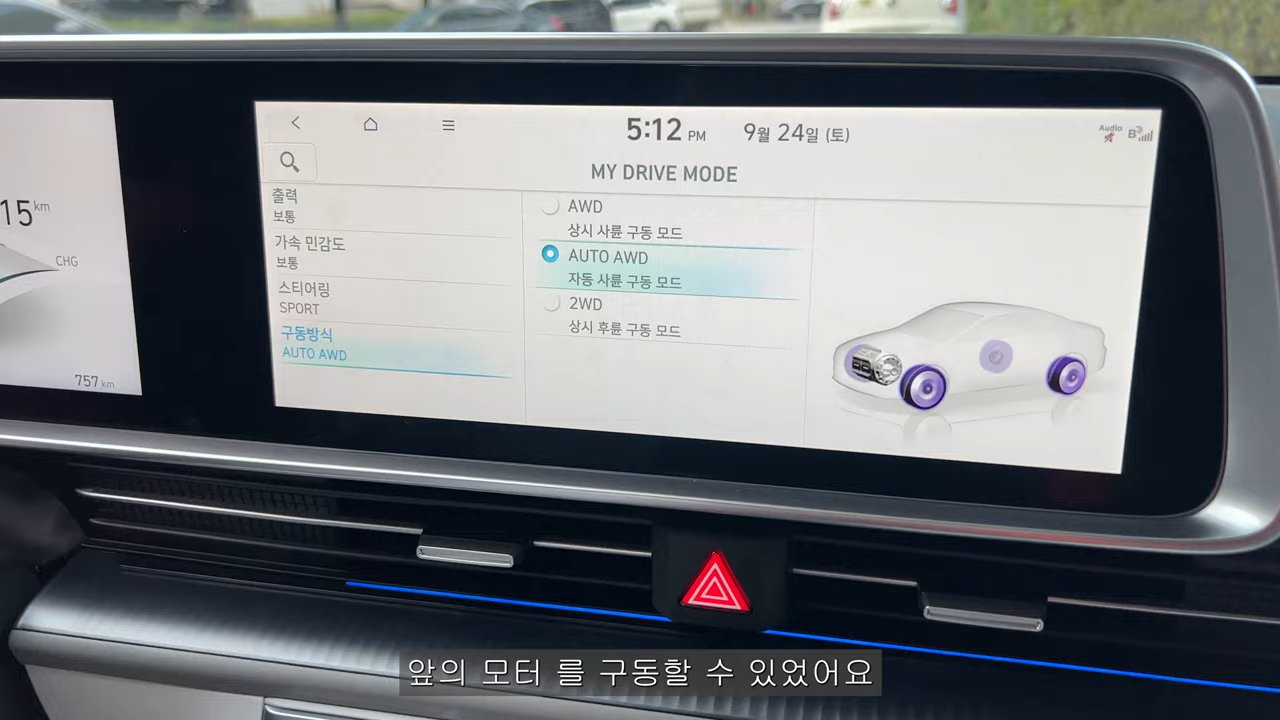 15 km
CHG
757 km
5:12 PM 9월 24일 (토)
Audio
MY DRIVE MODE
출력
보통
가속 민감도
보통
스티어링
SPORT
구동방식
AUTO AWD
AWD
상시 사륜 구동 모드
AUTO AWD
자동 사륜 구동 모드
2WD
상시 후륜 구동 모드
앞의 모터 를 구동할 수 있었어요